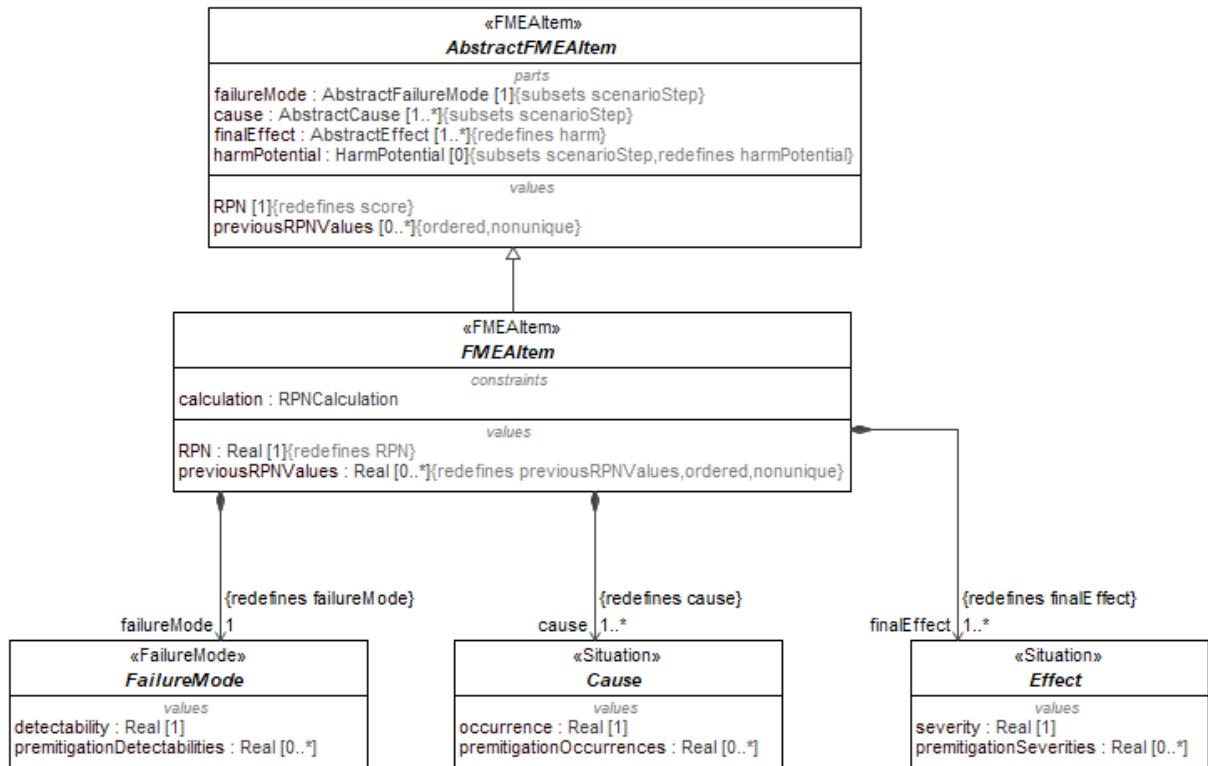 «FMEAItem»
AbstractFMEAItem
parts
failureMode : AbstractFailureMode [1]{subsets scenarioStep}
cause : AbstractCause [1..*]{subsets scenarioStep}
finalEffect : AbstractEffect [1..*]{redefines harm}
harmPotential : HarmPotential [0]{subsets scenarioStep,redefines harmPotential}
values
RPN [1]{redefines score}
previousRPNValues [0..*]{ordered,nonunique}
«FMEAItem»
FMEAItem
constraints
calculation : RPNCalculation
values
RPN : Real [1]{redefines RPN}
previousRPNValues : Real [0..*]{redefines previousRPNValues,ordered,nonunique}
{redefines failureMode}
failureMode 1
{redefines cause}
cause 1..*
{redefines finalEffect}
finalEffect 1..*
«FailureMode»
FailureMode
values
detectability : Real [1]
premitigationDetectabilities : Real [0..*]
«Situation»
Cause
values
occurrence : Real [1]
premitigationOccurrences : Real [0..*]
«Situation»
Effect
values
severity : Real [1]
premitigationSeverities : Real [0..*]